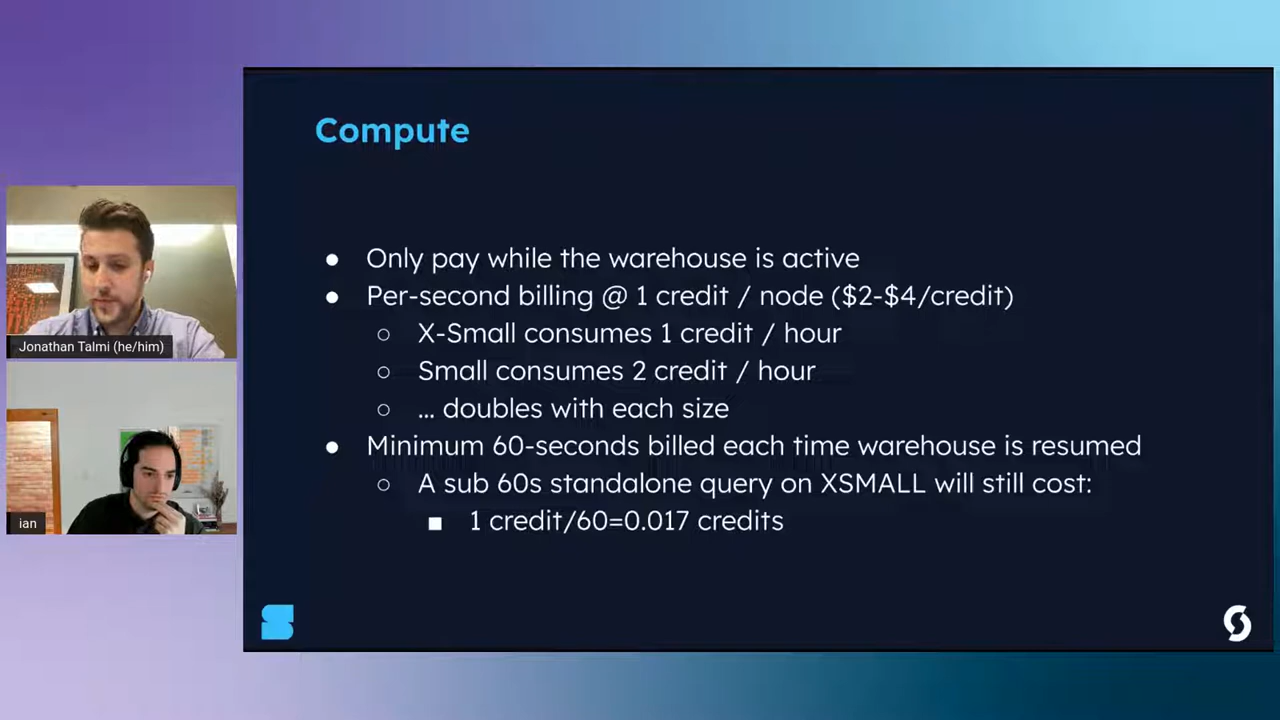 Compute
● Only pay while the warehouse is active
● Per-second billing @ 1 credit / node ($2-$4/credit)
○ X-Small consumes 1 credit / hour
○ Small consumes 2 credit / hour
○ ... doubles with each size
● Minimum 60-seconds billed each time warehouse is resumed
○ A sub 60s standalone query on XSMALL will still cost:
■ 1 credit/60=0.017 credits
Jonathan Talmi (he/him)
ian